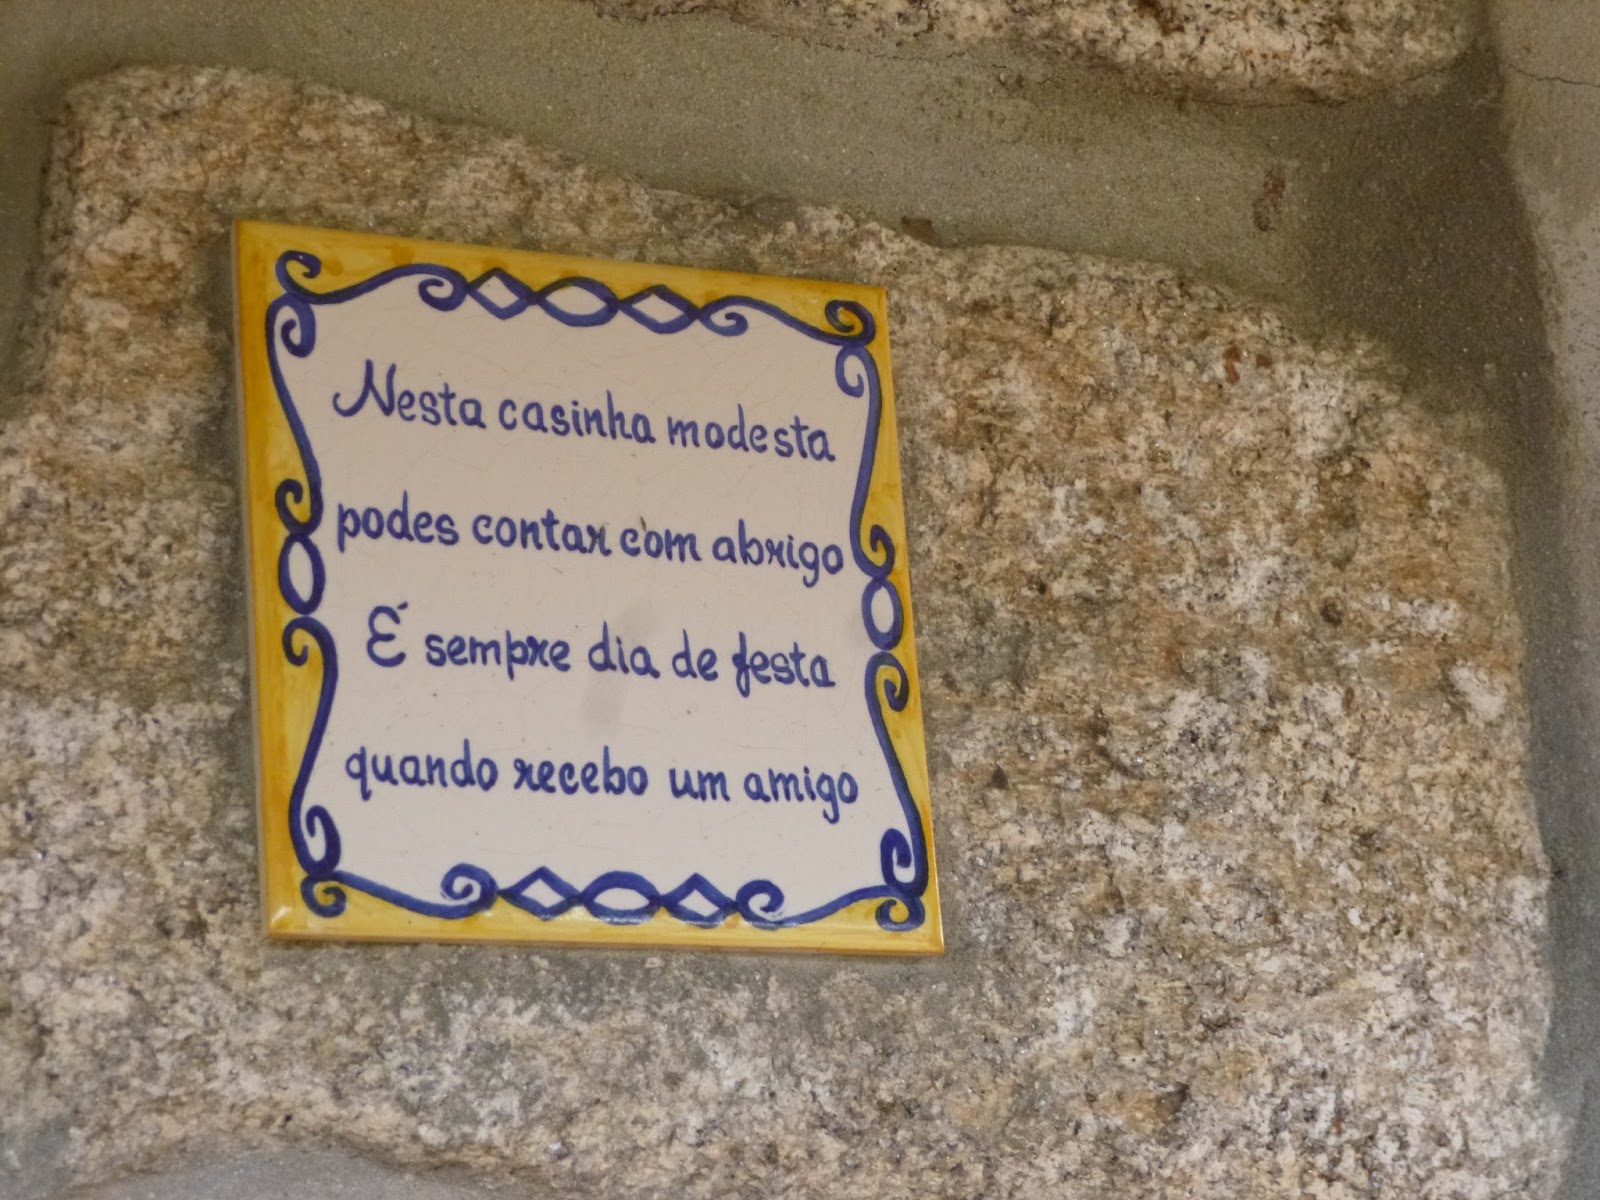 Nesta casinha modesta
podes contar com abrigo
É sempre dia de festa
quando recebo um amigo